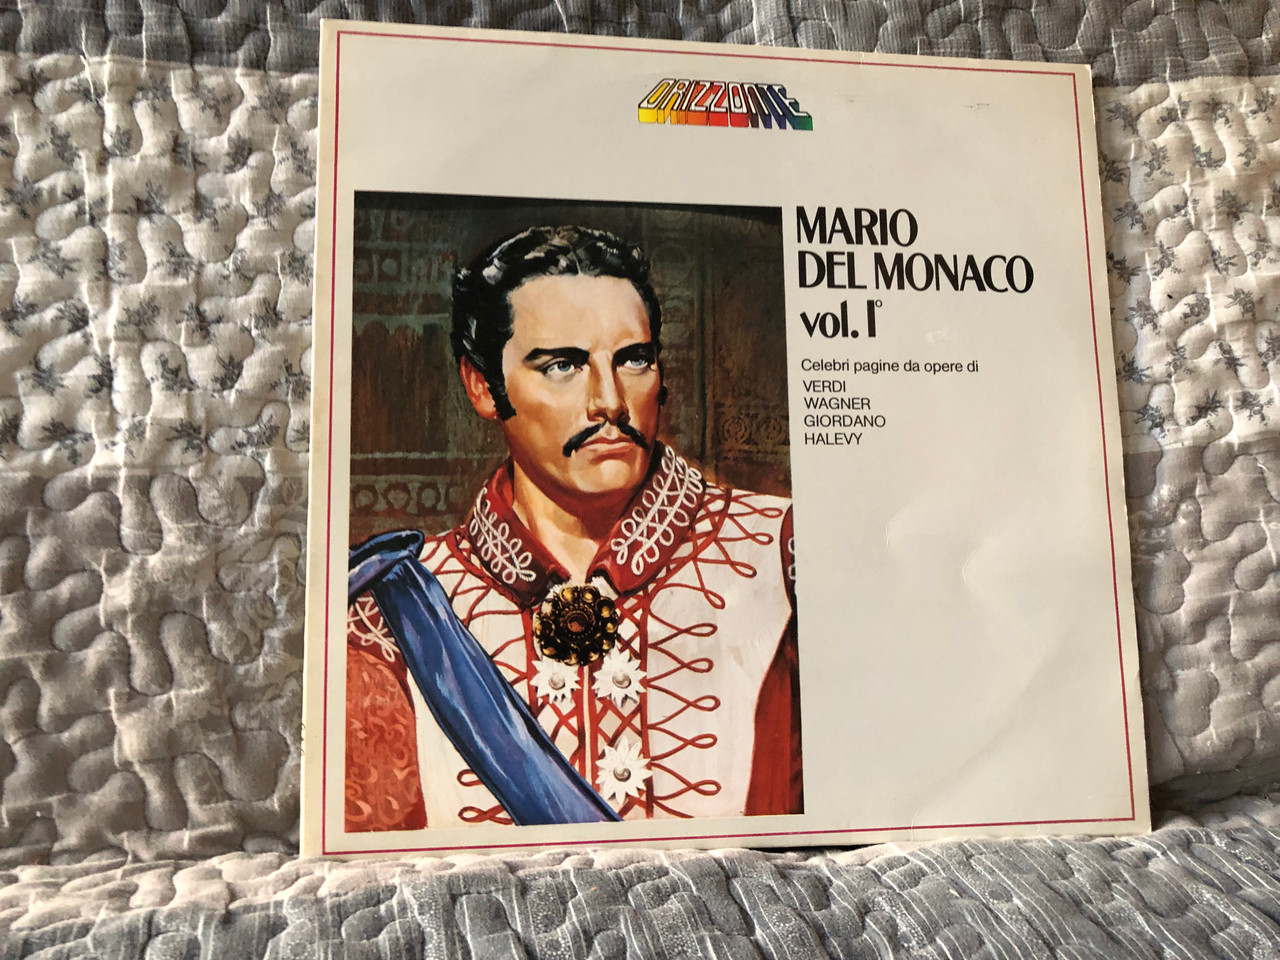 ORIZZONTE
MARIO
DEL MONACO
vol. I°
Celebri pagine da opere di
VERDI
WAGNER
GIORDANO
HALEVY